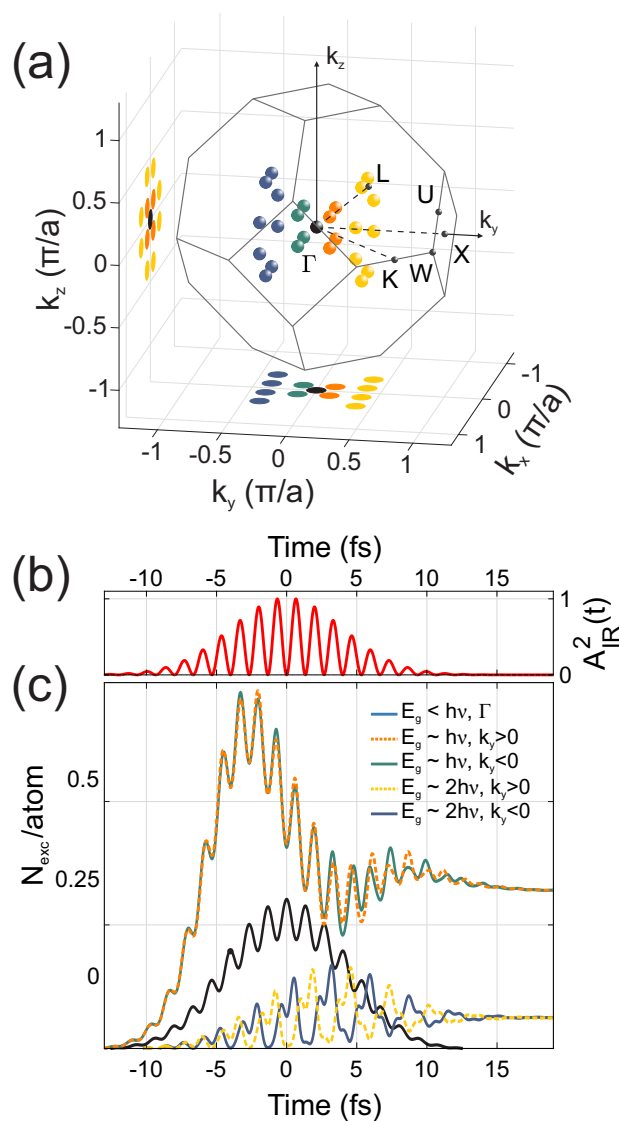 (a)
k_z
1
0.5
0
-0.5
-1
k_z (π/a)
L
U
k_y
X
W
K
Γ
-1
-0.5
0
0.5
1
k_y (π/a)
-1
0
1
k_x (π/a)
Time (fs)
(b)
-10 -5 0 5 10 15
1
0
A²_IR(t)
(c)
E_g < hν, Γ
E_g ~ hν, k_y>0
E_g ~ hν, k_y<0
E_g ~ 2hν, k_y>0
E_g ~ 2hν, k_y<0
0.5
0.25
0
N_exc/atom
-10 -5 0 5 10 15
Time (fs)